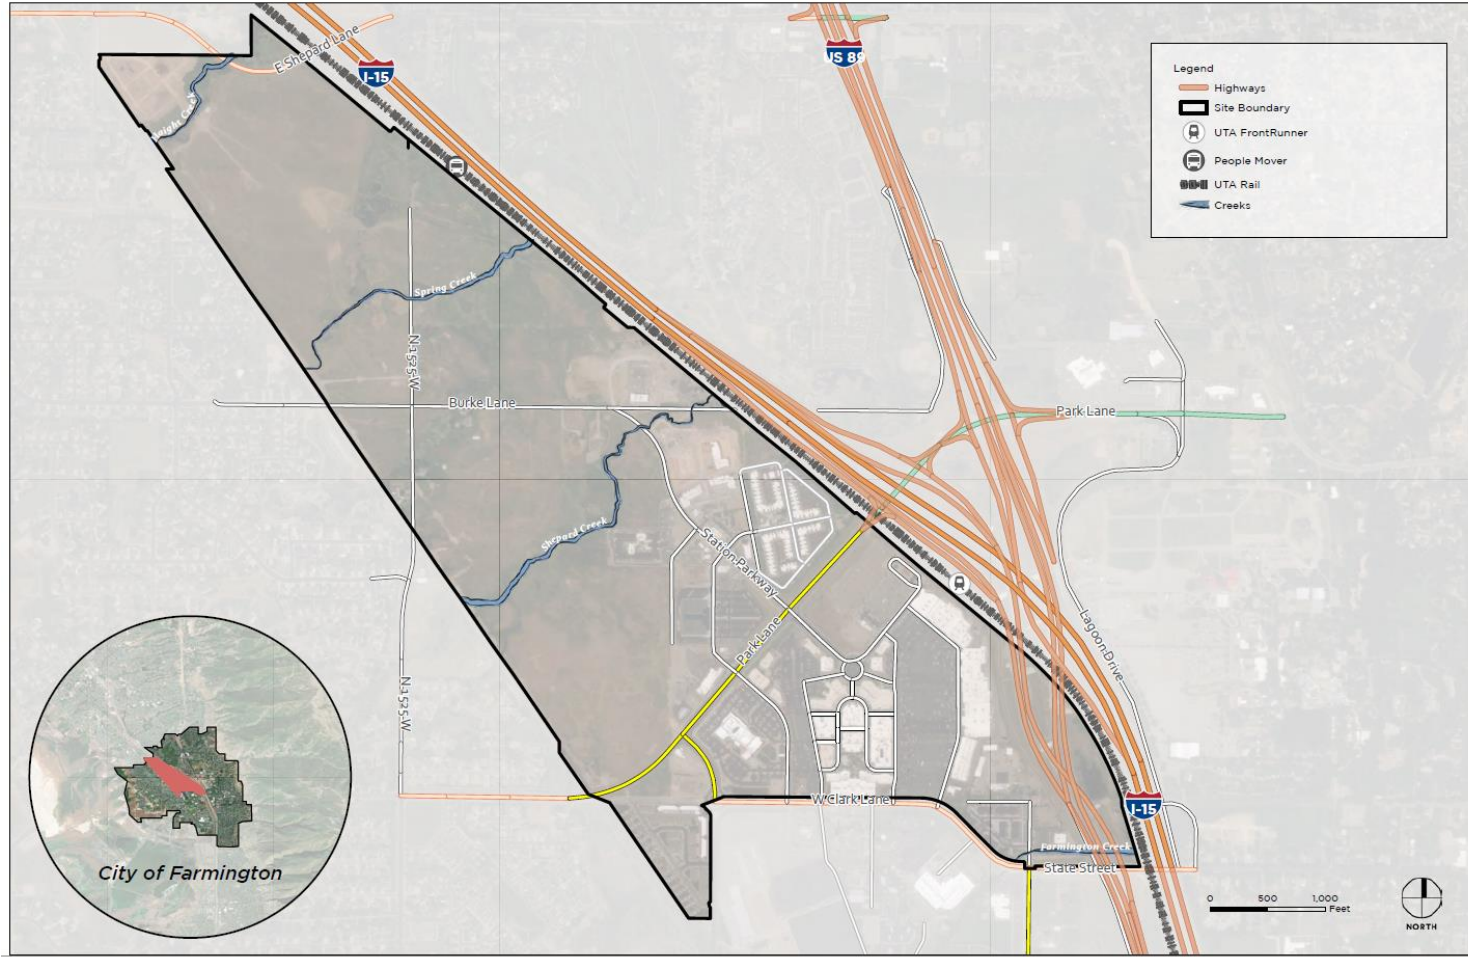 E Shepard Lane
I-15
US 89
Legend
Highways
Site Boundary
UTA FrontRunner
People Mover
UTA Rail
Creeks
Haight Creek
Spring Creek
N 1525 W
Burke Lane
Park Lane
Shepard Creek
Station Parkway
Park Lane
Lagoon Drive
N 1525 W
W Clark Lane
I-15
Farmington Creek
State Street
City of Farmington
0 500 1,000
Feet
NORTH